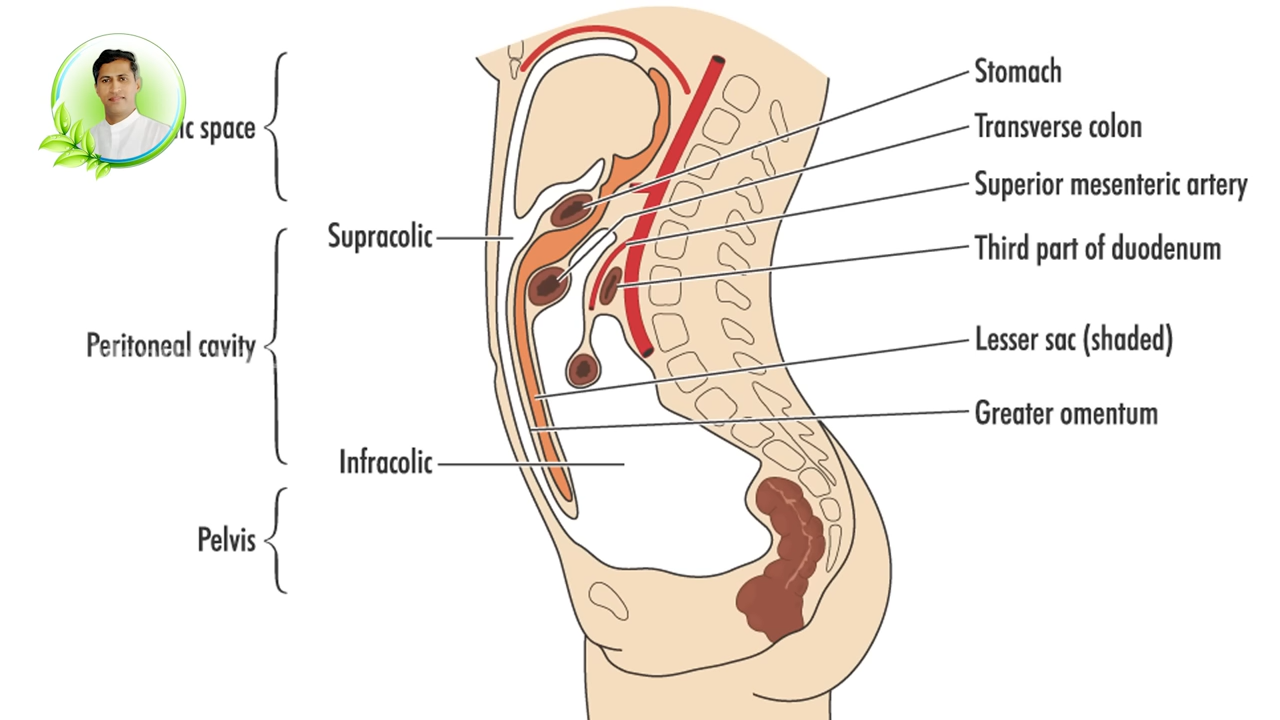 ic space
Supracolic
Peritoneal cavity
Infracolic
Pelvis
Stomach
Transverse colon
Superior mesenteric artery
Third part of duodenum
Lesser sac (shaded)
Greater omentum